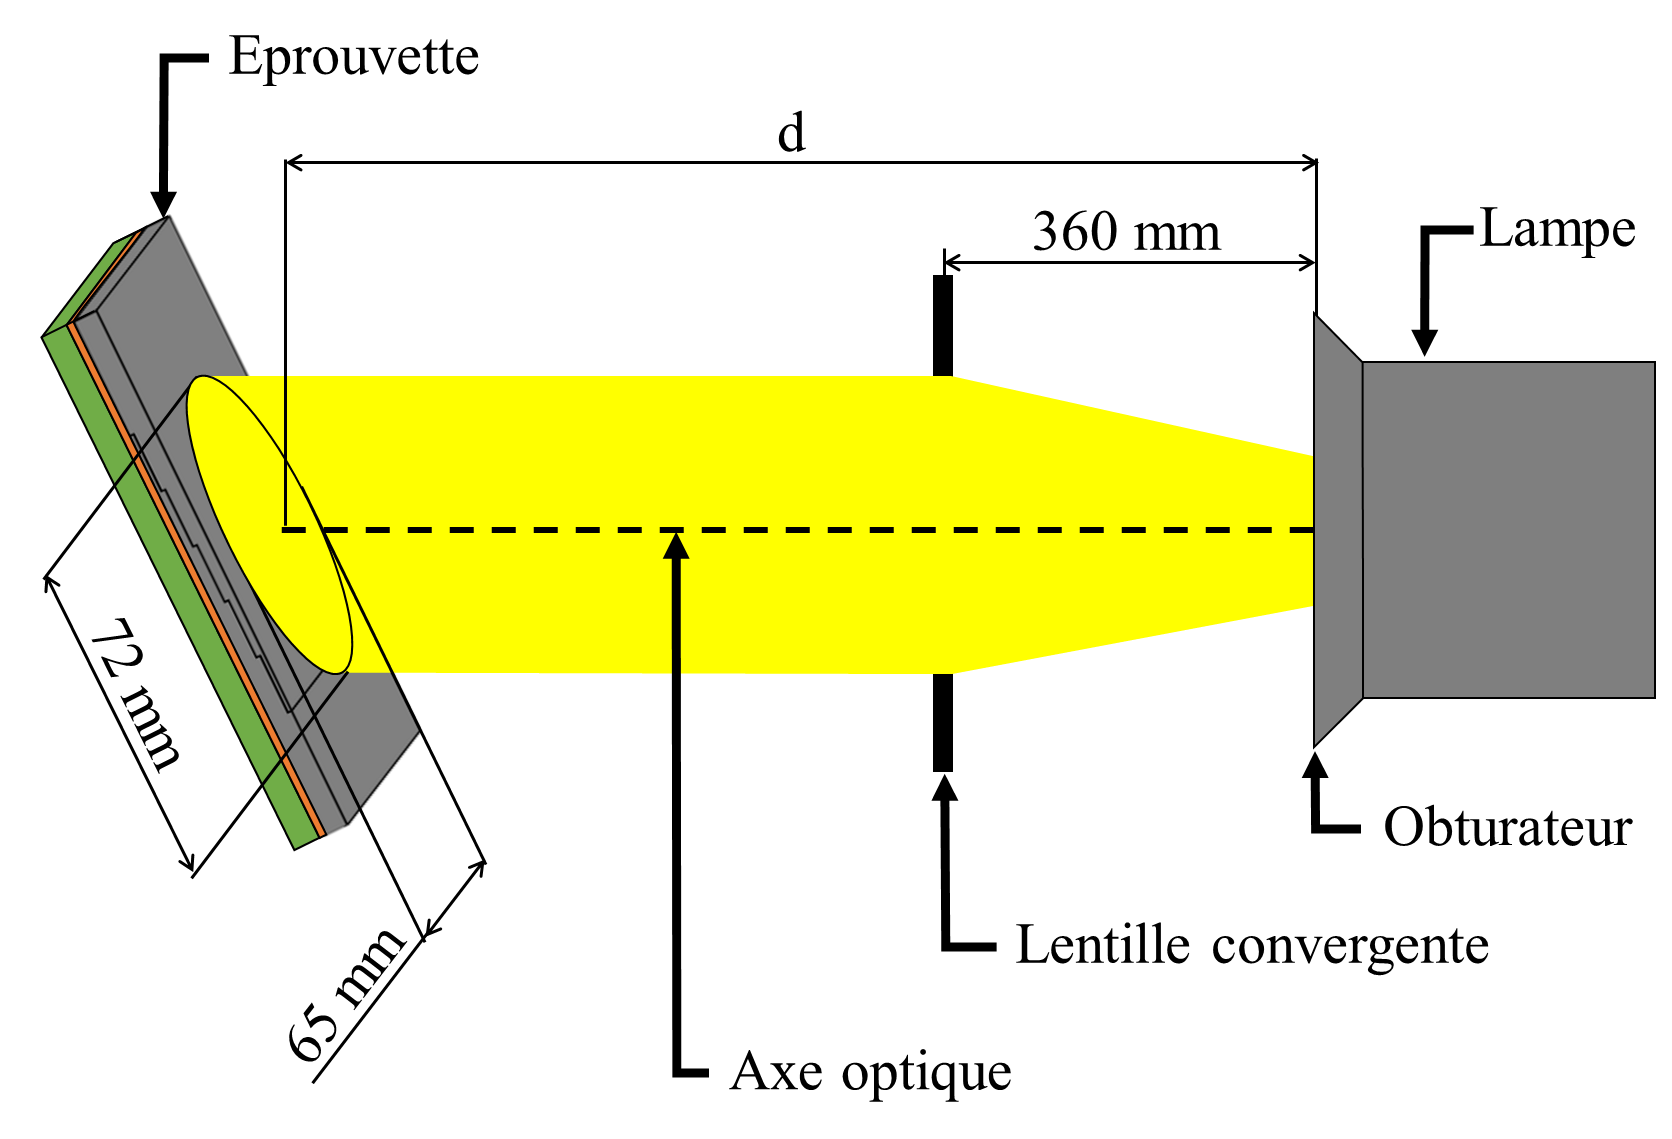 Eprouvette
d
360 mm
Lampe
72 mm
65 mm
Obturateur
Lentille convergente
Axe optique